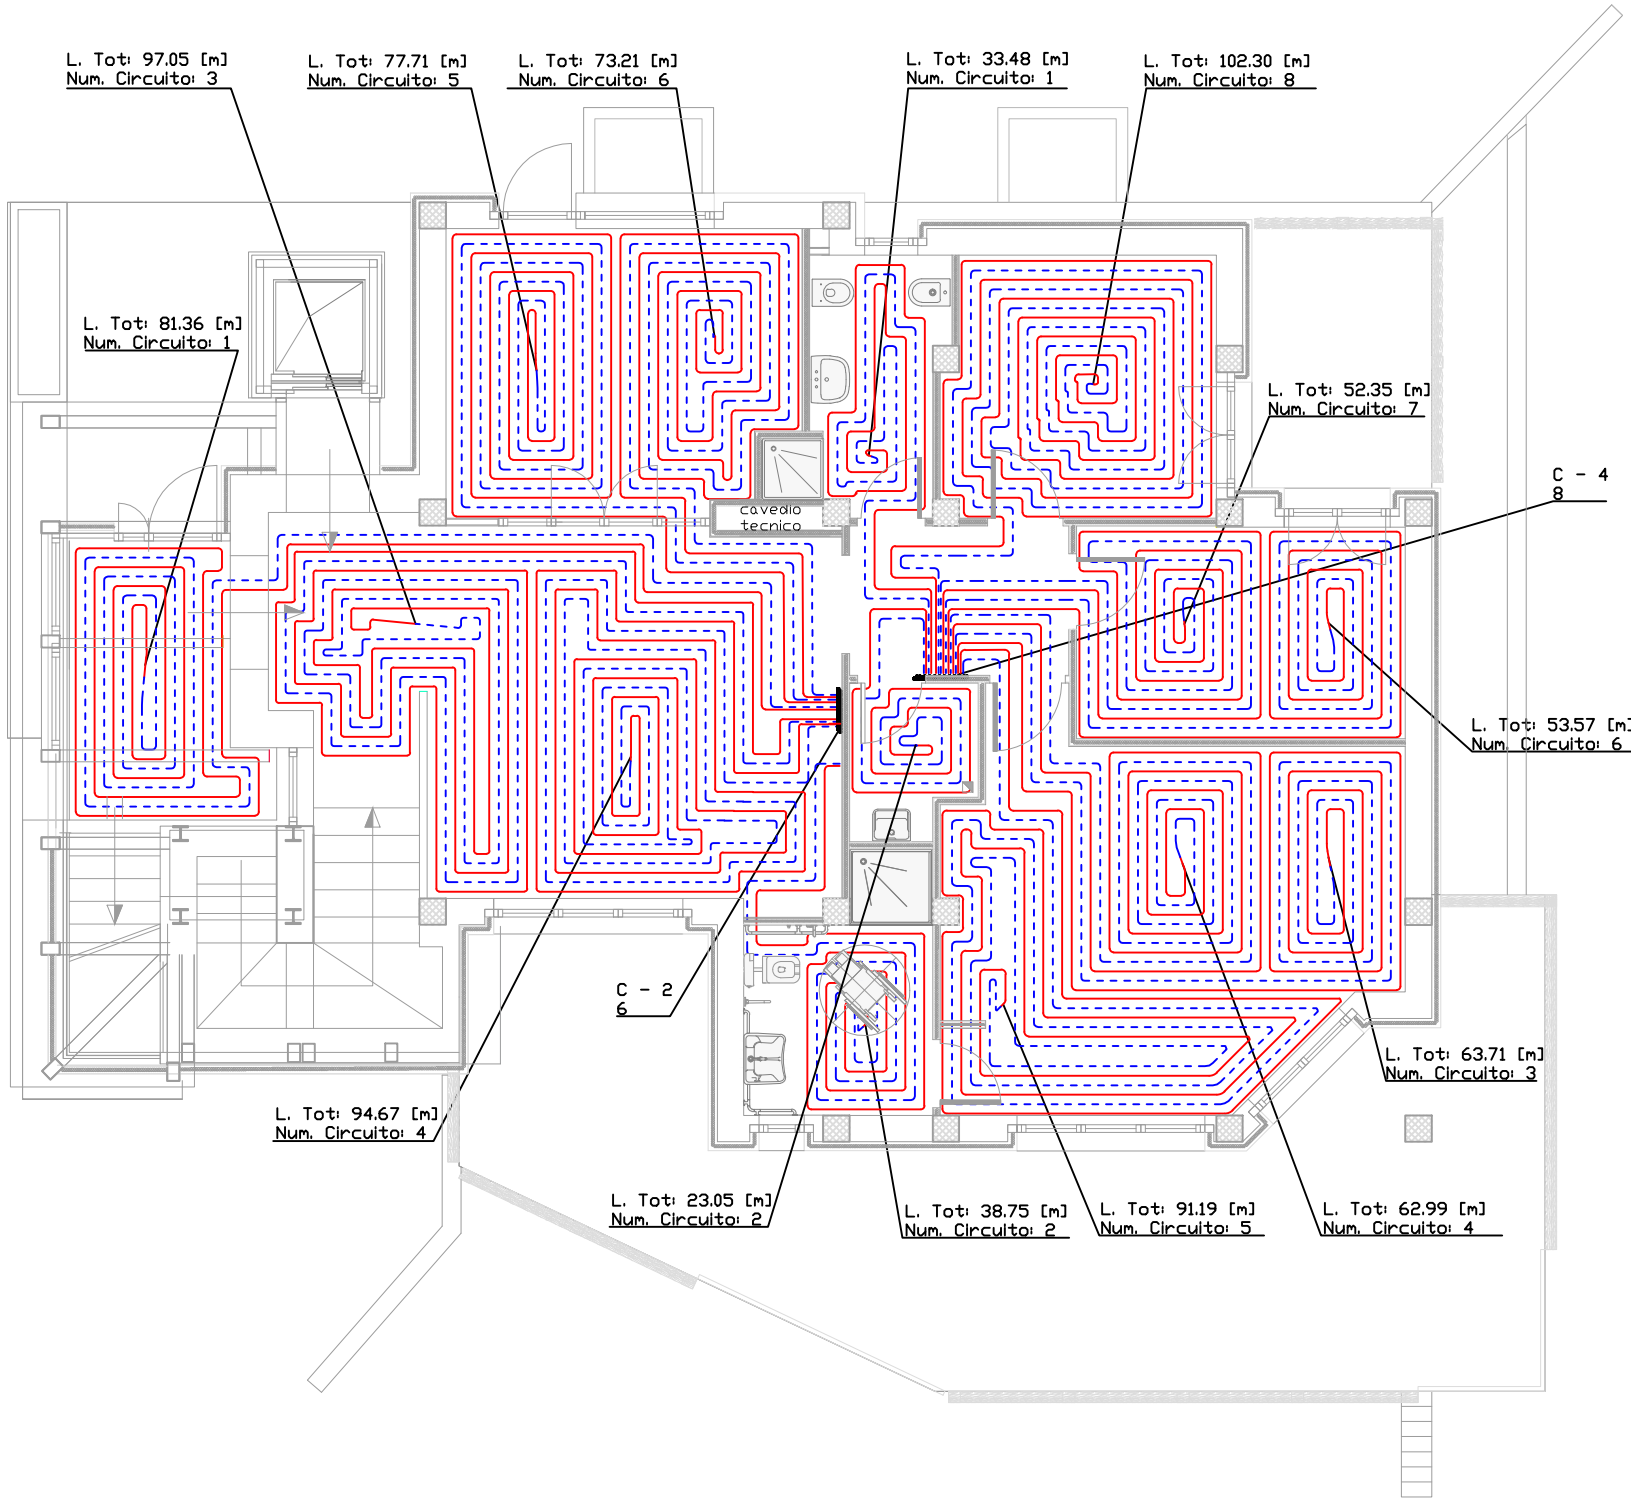 L. Tot: 97.05 [m]
Num. Circuito: 3
L. Tot: 77.71 [m]
Num. Circuito: 5
L. Tot: 73.21 [m]
Num. Circuito: 6
L. Tot: 33.48 [m]
Num. Circuito: 1
L. Tot: 102.30 [m]
Num. Circuito: 8
L. Tot: 81.36 [m]
Num. Circuito: 1
L. Tot: 52.35 [m]
Num. Circuito: 7
C - 4
8
cavedio
tecnico
L. Tot: 53.57 [m]
Num. Circuito: 6
C - 2
6
L. Tot: 63.71 [m]
Num. Circuito: 3
L. Tot: 94.67 [m]
Num. Circuito: 4
L. Tot: 23.05 [m]
Num. Circuito: 2
L. Tot: 38.75 [m]
Num. Circuito: 2
L. Tot: 91.19 [m]
Num. Circuito: 5
L. Tot: 62.99 [m]
Num. Circuito: 4